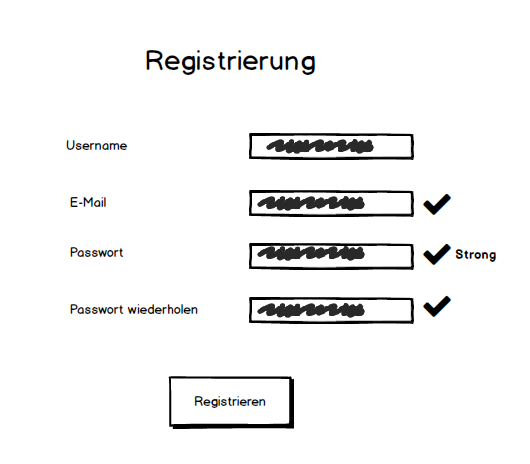 Registrierung
Username
E-Mail
Passwort Strong
Passwort wiederholen
Registrieren